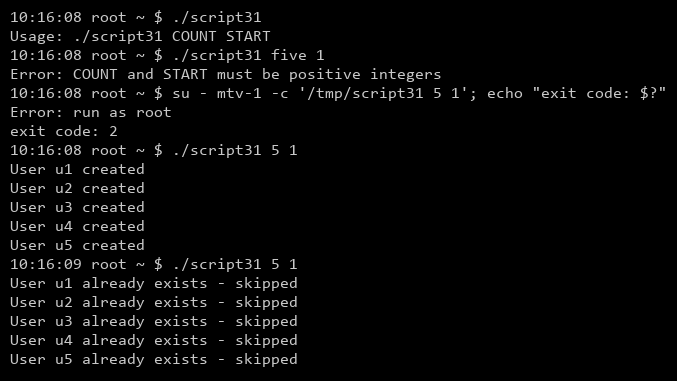 10:16:08 root ~ $ ./script31
Usage: ./script31 COUNT START
10:16:08 root ~ $ ./script31 five 1
Error: COUNT and START must be positive integers
10:16:08 root ~ $ su - mtv-1 -c '/tmp/script31 5 1'; echo "exit code: $?"
Error: run as root
exit code: 2
10:16:08 root ~ $ ./script31 5 1
User u1 created
User u2 created
User u3 created
User u4 created
User u5 created
10:16:09 root ~ $ ./script31 5 1
User u1 already exists - skipped
User u2 already exists - skipped
User u3 already exists - skipped
User u4 already exists - skipped
User u5 already exists - skipped